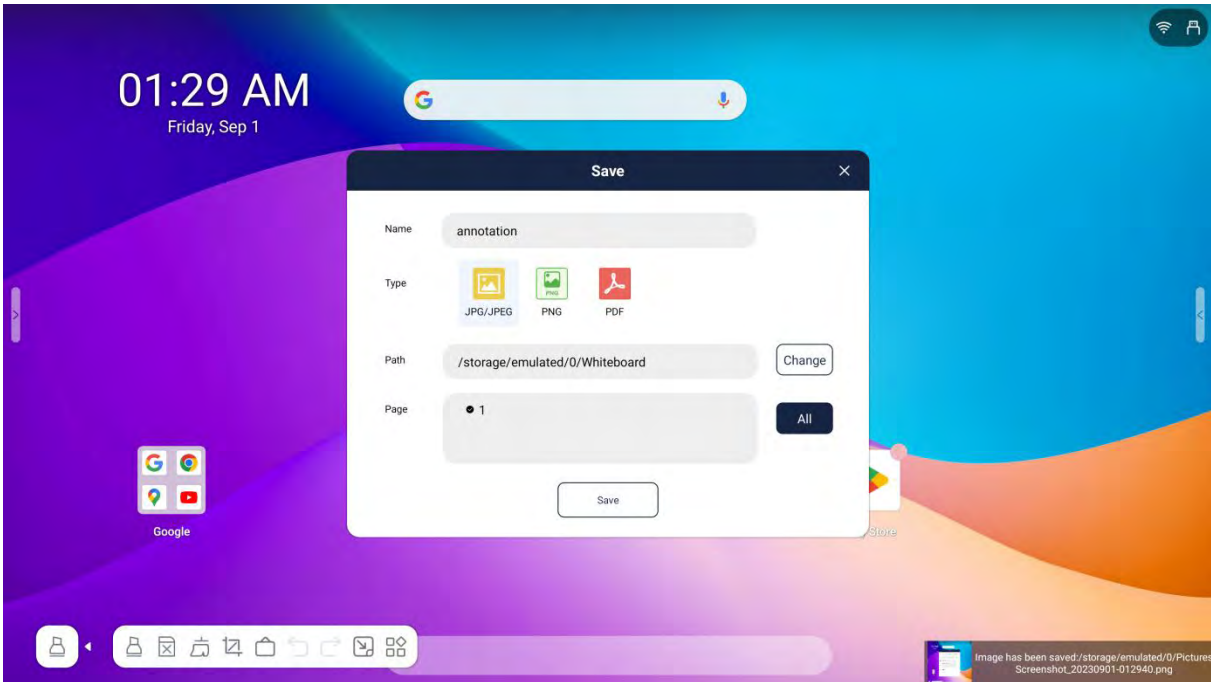 01:29 AM
Friday, Sep 1
Save
Name
annotation
Type
JPG/JPEG
PNG
PNG
PDF
Path
/storage/emulated/0/Whiteboard
Change
Page
1
All
Save
Google
Store
Image has been saved:/storage/emulated/0/Pictures
Screenshot_20230901-012940.png